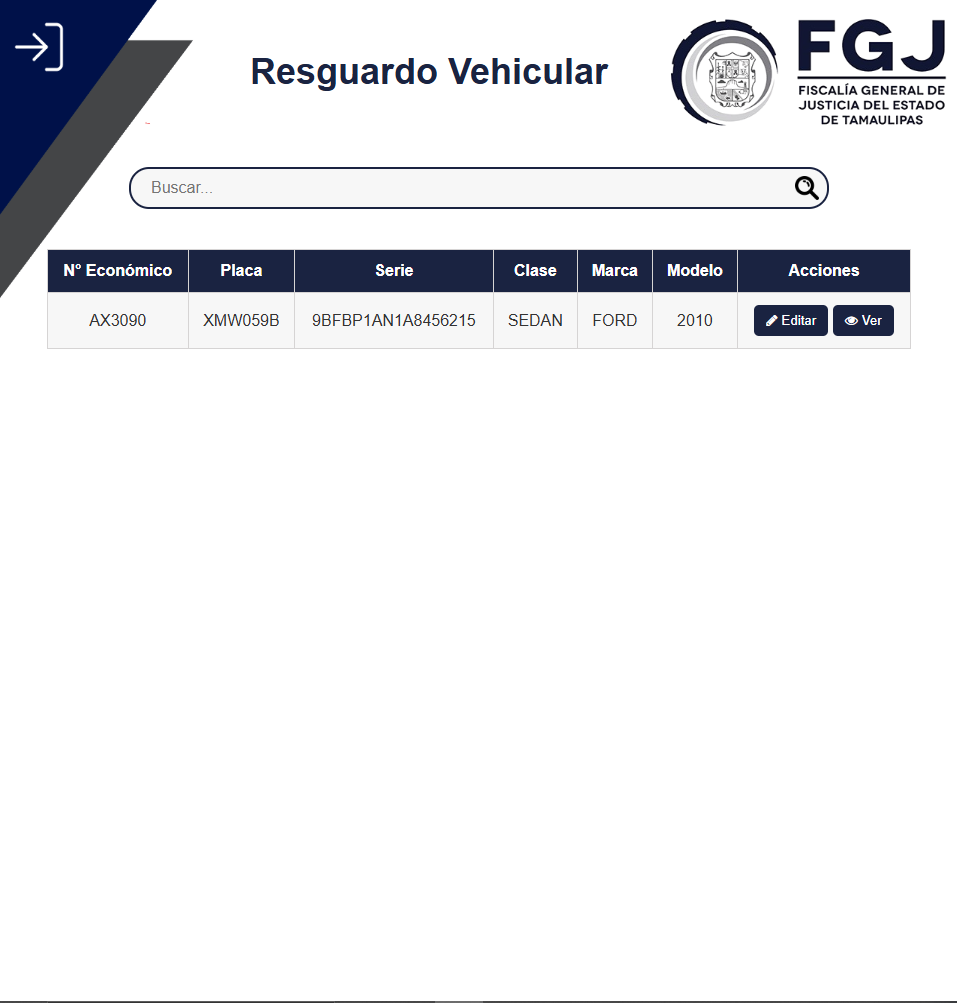 Resguardo Vehicular
FGJ
FISCALÍA GENERAL DE
JUSTICIA DEL ESTADO
DE TAMAULIPAS
Buscar...
N° Económico Placa Serie Clase Marca Modelo Acciones
AX3090 XMW059B 9BFBP1AN1A8456215 SEDAN FORD 2010 Editar Ver